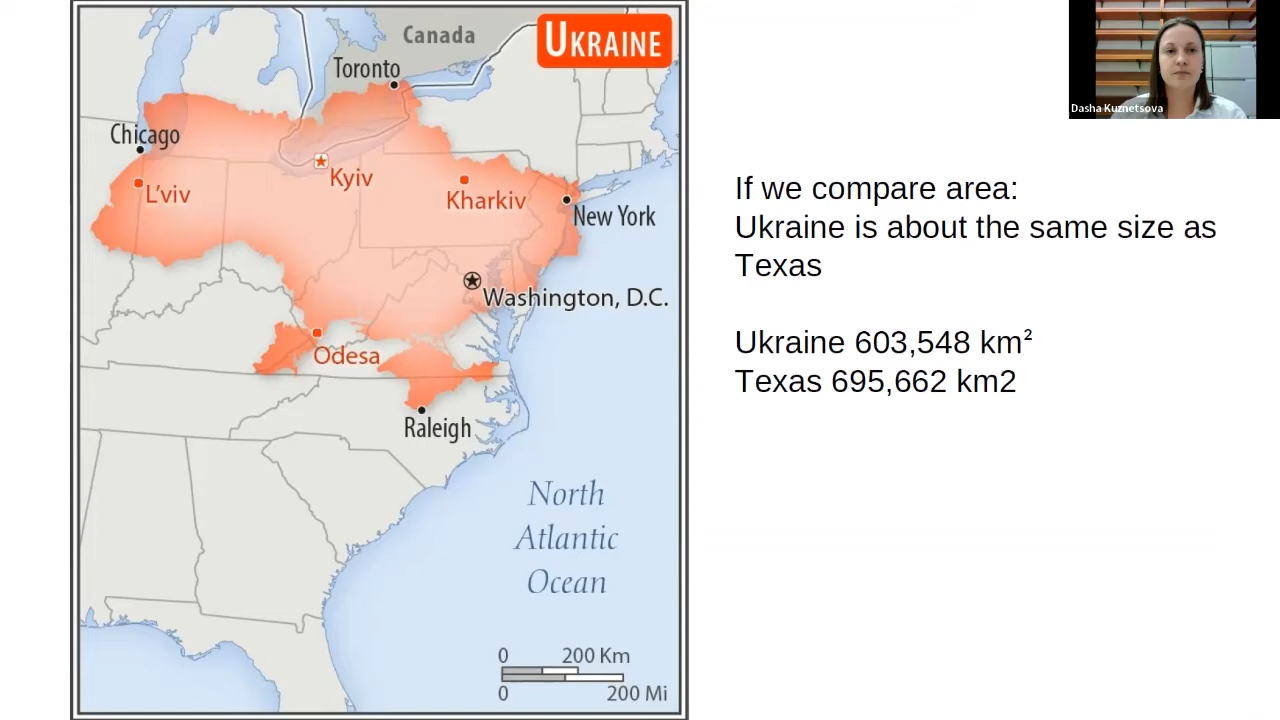 Canada
UKRAINE
Toronto
Chicago
Kyiv
L'viv
Kharkiv
New York
Washington, D.C.
Odesa
Raleigh
North
Atlantic
Ocean
0 200 Km
0 200 Mi
Dasha Kuznetsova
If we compare area:
Ukraine is about the same size as
Texas
Ukraine 603,548 km²
Texas 695,662 km2